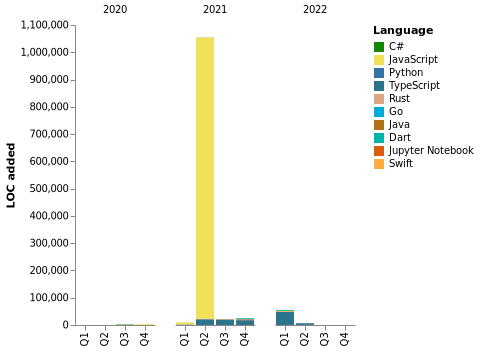 2020 2021 2022
1,100,000
1,000,000
900,000
800,000
700,000
600,000
500,000
400,000
300,000
200,000
100,000
0
LOC added
Q1 Q2 Q3 Q4 Q1 Q2 Q3 Q4 Q1 Q2 Q3 Q4
Language
C#
JavaScript
Python
TypeScript
Rust
Go
Java
Dart
Jupyter Notebook
Swift